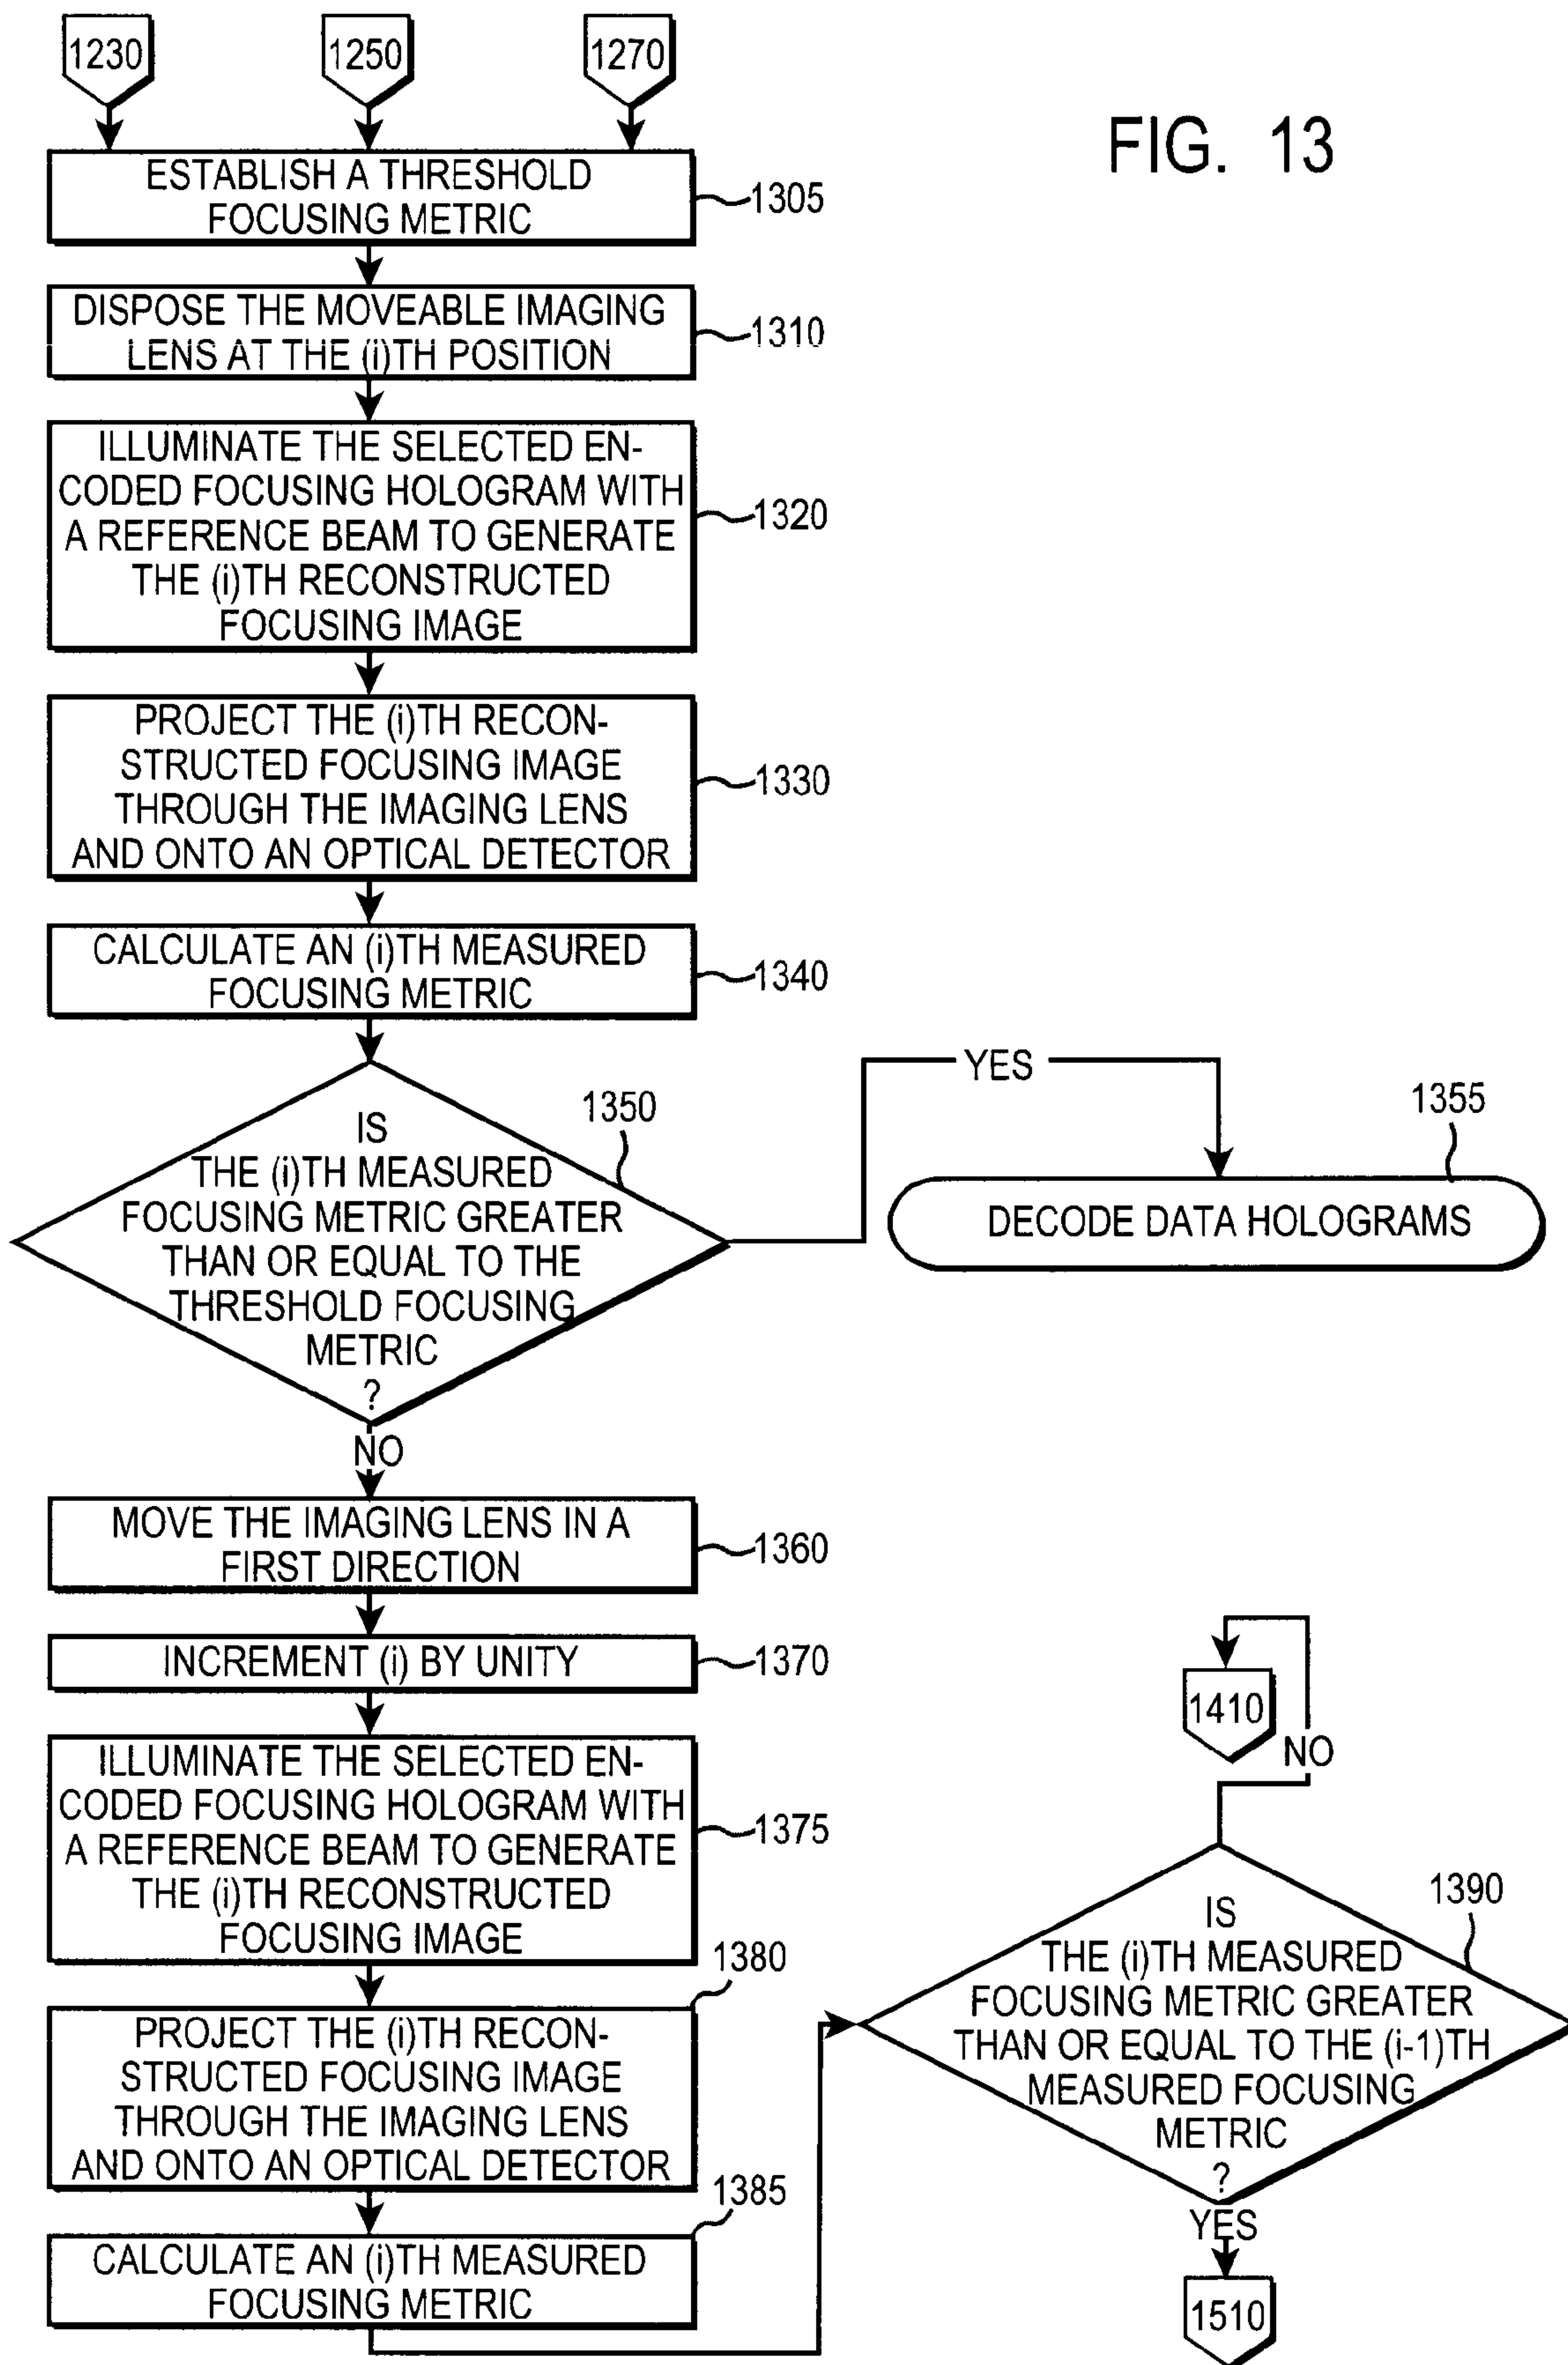 1230
1250
1270
FIG. 13
ESTABLISH A THRESHOLD
FOCUSING METRIC
1305
DISPOSE THE MOVEABLE IMAGING
LENS AT THE (i)TH POSITION
1310
ILLUMINATE THE SELECTED EN-
CODED FOCUSING HOLOGRAM WITH
A REFERENCE BEAM TO GENERATE
THE (i)TH RECONSTRUCTED
FOCUSING IMAGE
1320
PROJECT THE (i)TH RECON-
STRUCTED FOCUSING IMAGE
THROUGH THE IMAGING LENS
AND ONTO AN OPTICAL DETECTOR
1330
CALCULATE AN (i)TH MEASURED
FOCUSING METRIC
1340
IS
THE (i)TH MEASURED
FOCUSING METRIC GREATER
THAN OR EQUAL TO THE
THRESHOLD FOCUSING
METRIC
?
1350
YES
1355
DECODE DATA HOLOGRAMS
NO
MOVE THE IMAGING LENS IN A
FIRST DIRECTION
1360
INCREMENT (i) BY UNITY
1370
ILLUMINATE THE SELECTED EN-
CODED FOCUSING HOLOGRAM WITH
A REFERENCE BEAM TO GENERATE
THE (i)TH RECONSTRUCTED
FOCUSING IMAGE
1375
PROJECT THE (i)TH RECON-
STRUCTED FOCUSING IMAGE
THROUGH THE IMAGING LENS
AND ONTO AN OPTICAL DETECTOR
1380
CALCULATE AN (i)TH MEASURED
FOCUSING METRIC
1385
1410
NO
IS
THE (i)TH MEASURED
FOCUSING METRIC GREATER
THAN OR EQUAL TO THE (i-1)TH
MEASURED FOCUSING
METRIC
?
1390
YES
1510